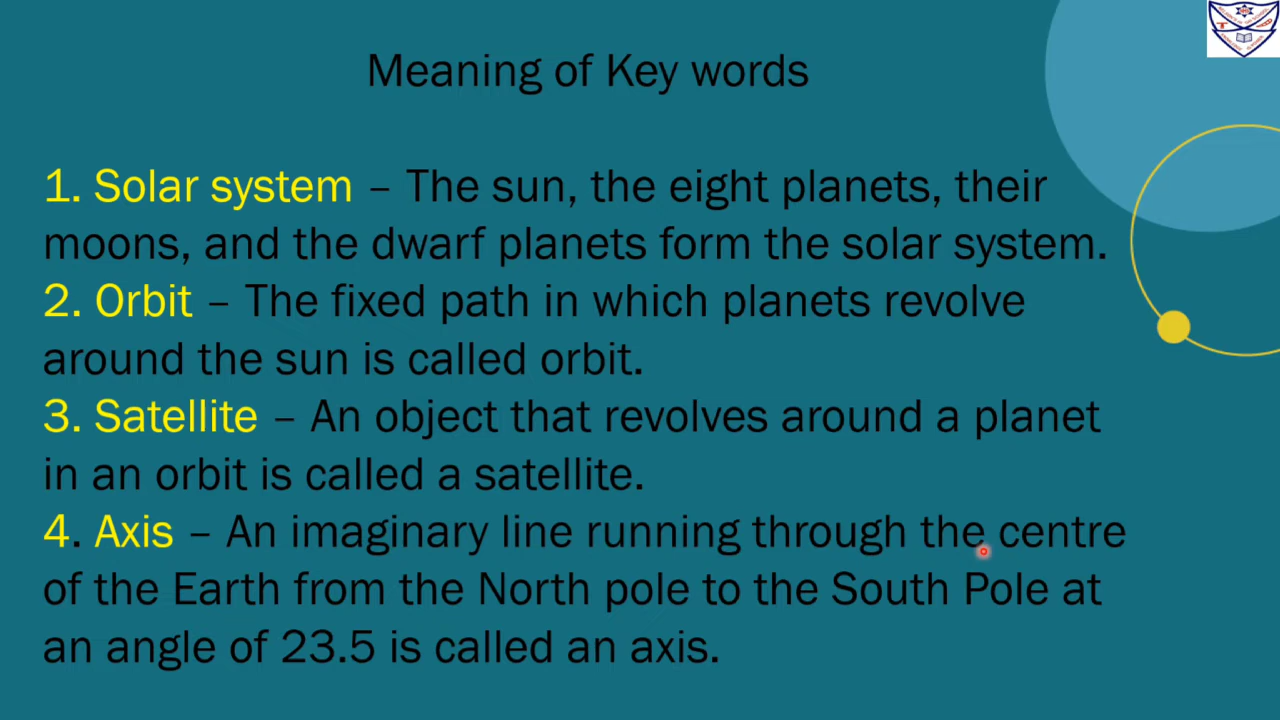 Meaning of Key words
1. Solar system – The sun, the eight planets, their
moons, and the dwarf planets form the solar system.
2. Orbit – The fixed path in which planets revolve
around the sun is called orbit.
3. Satellite – An object that revolves around a planet
in an orbit is called a satellite.
4. Axis – An imaginary line running through the centre
of the Earth from the North pole to the South Pole at
an angle of 23.5 is called an axis.